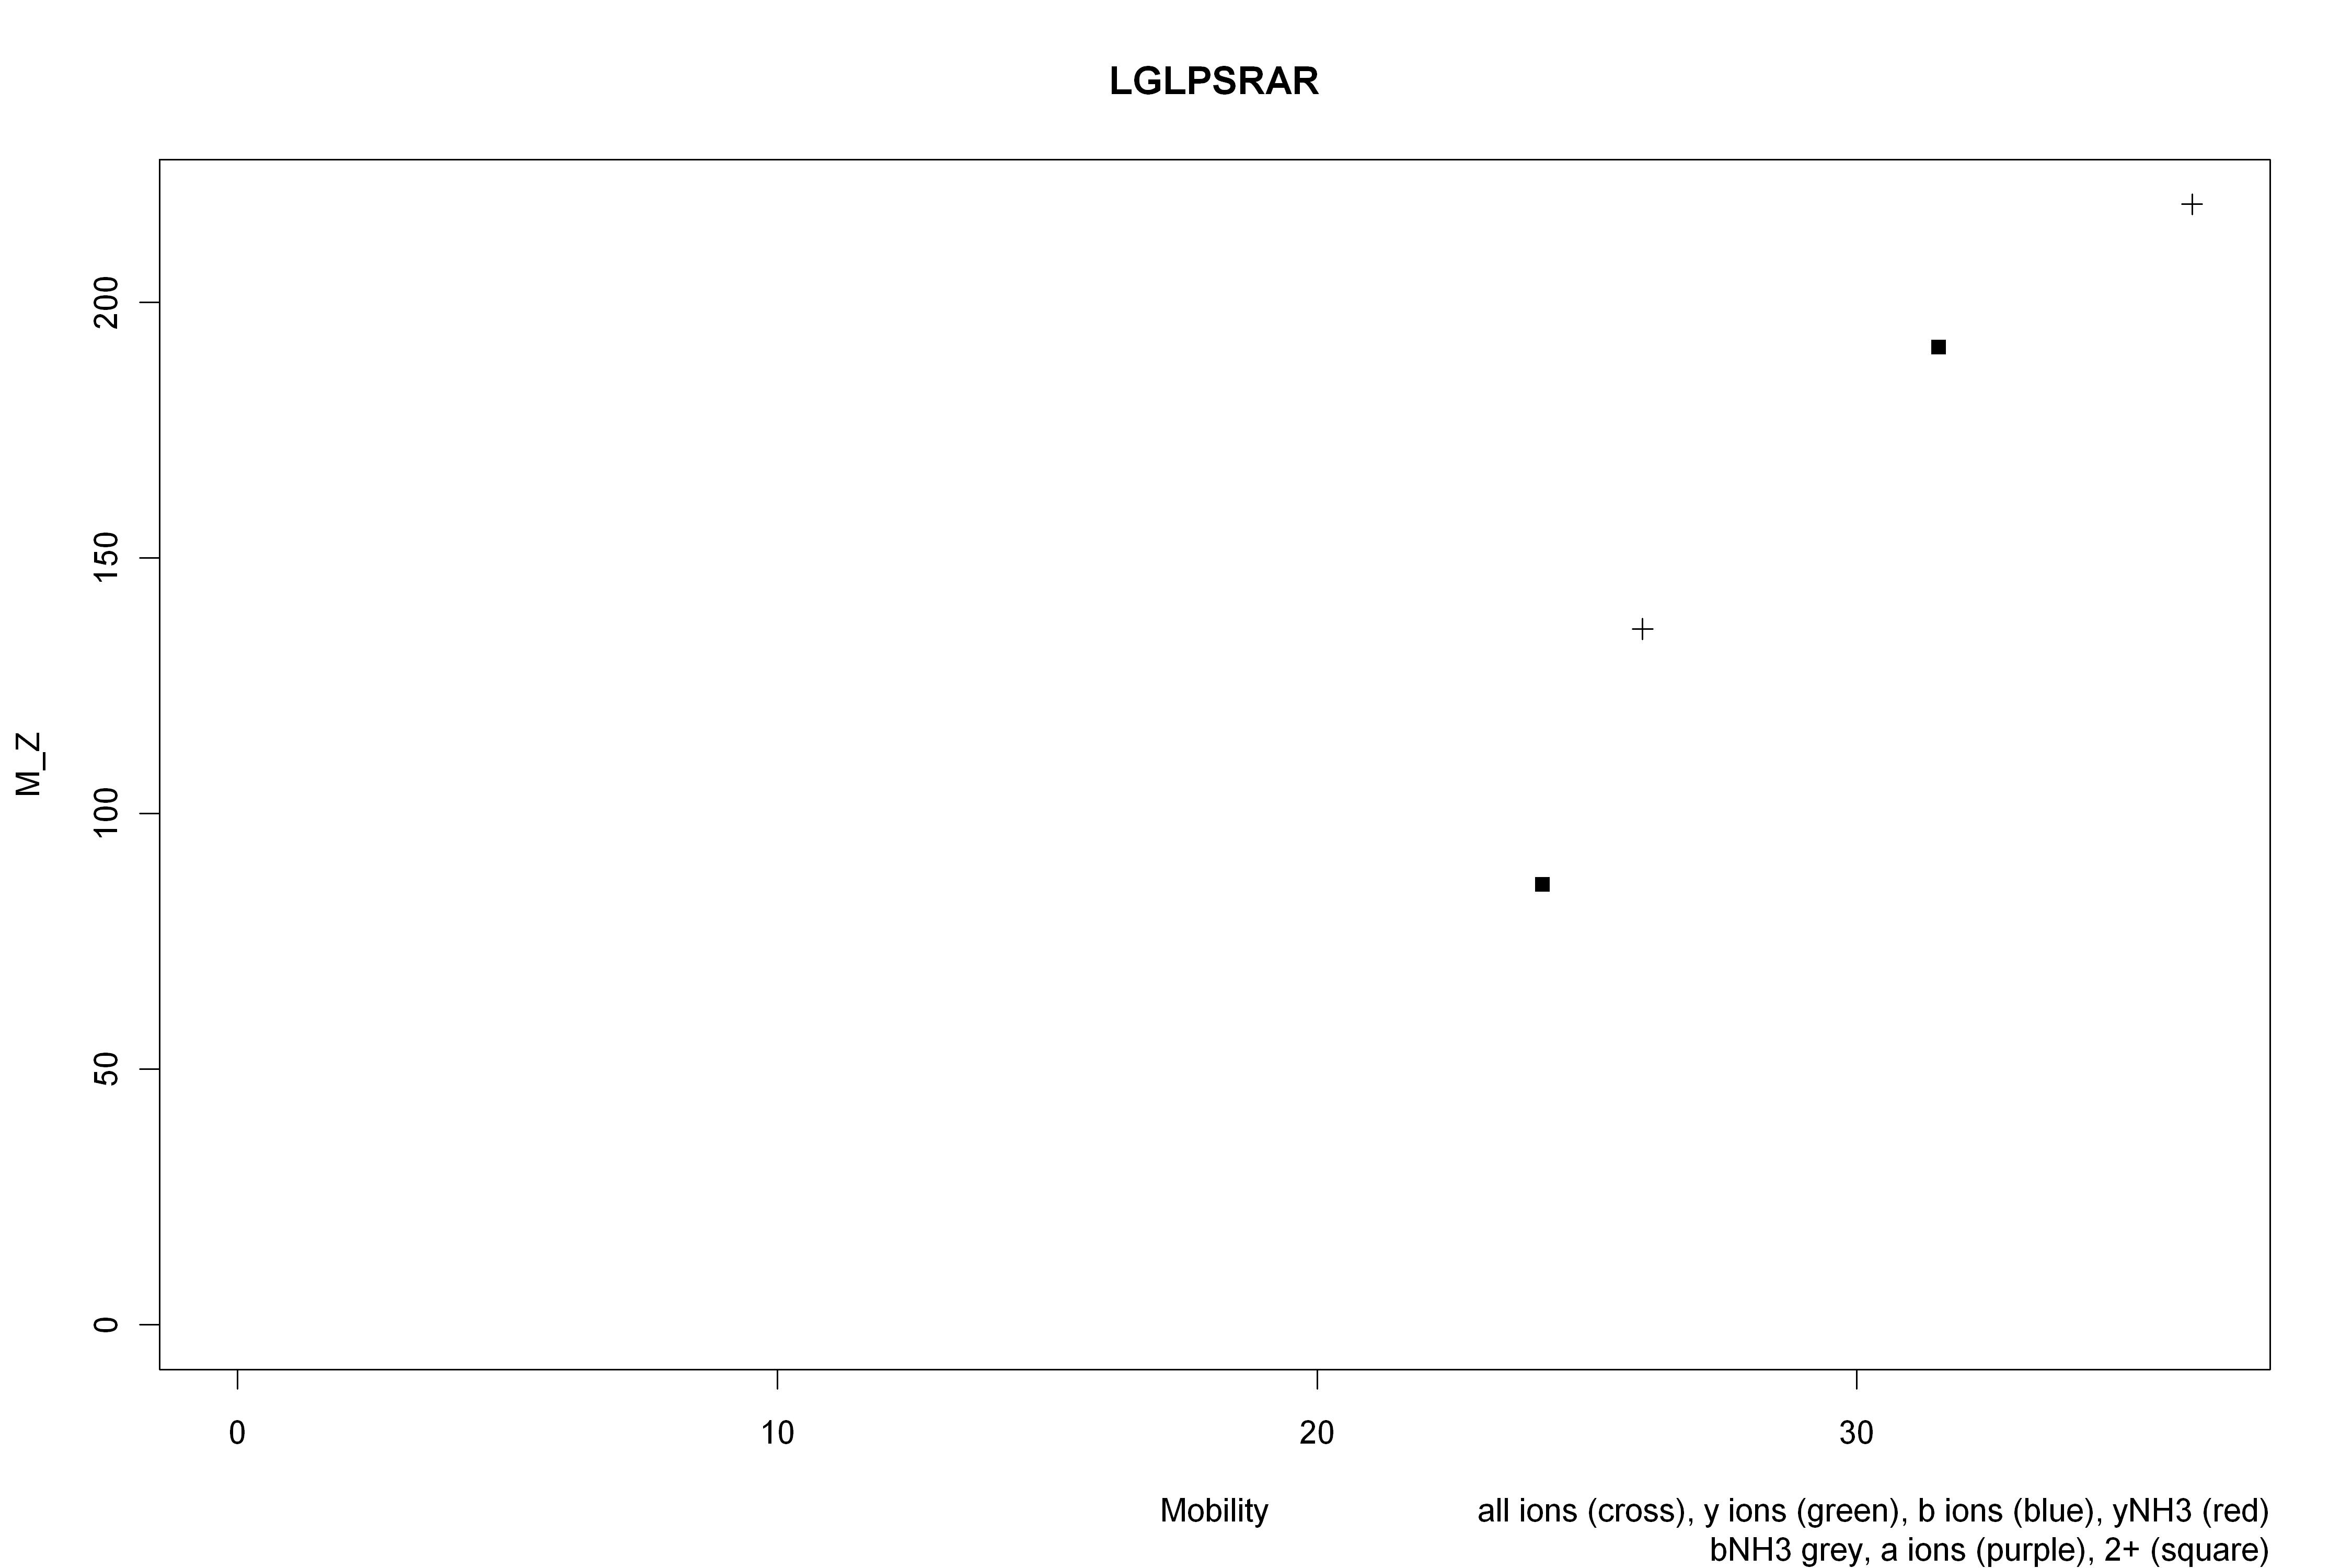 LGLPSRAR
M_Z
200
150
100
50
0
0 10 20 30
Mobility
all ions (cross), y ions (green), b ions (blue), yNH3 (red)
bNH3 grey, a ions (purple), 2+ (square)